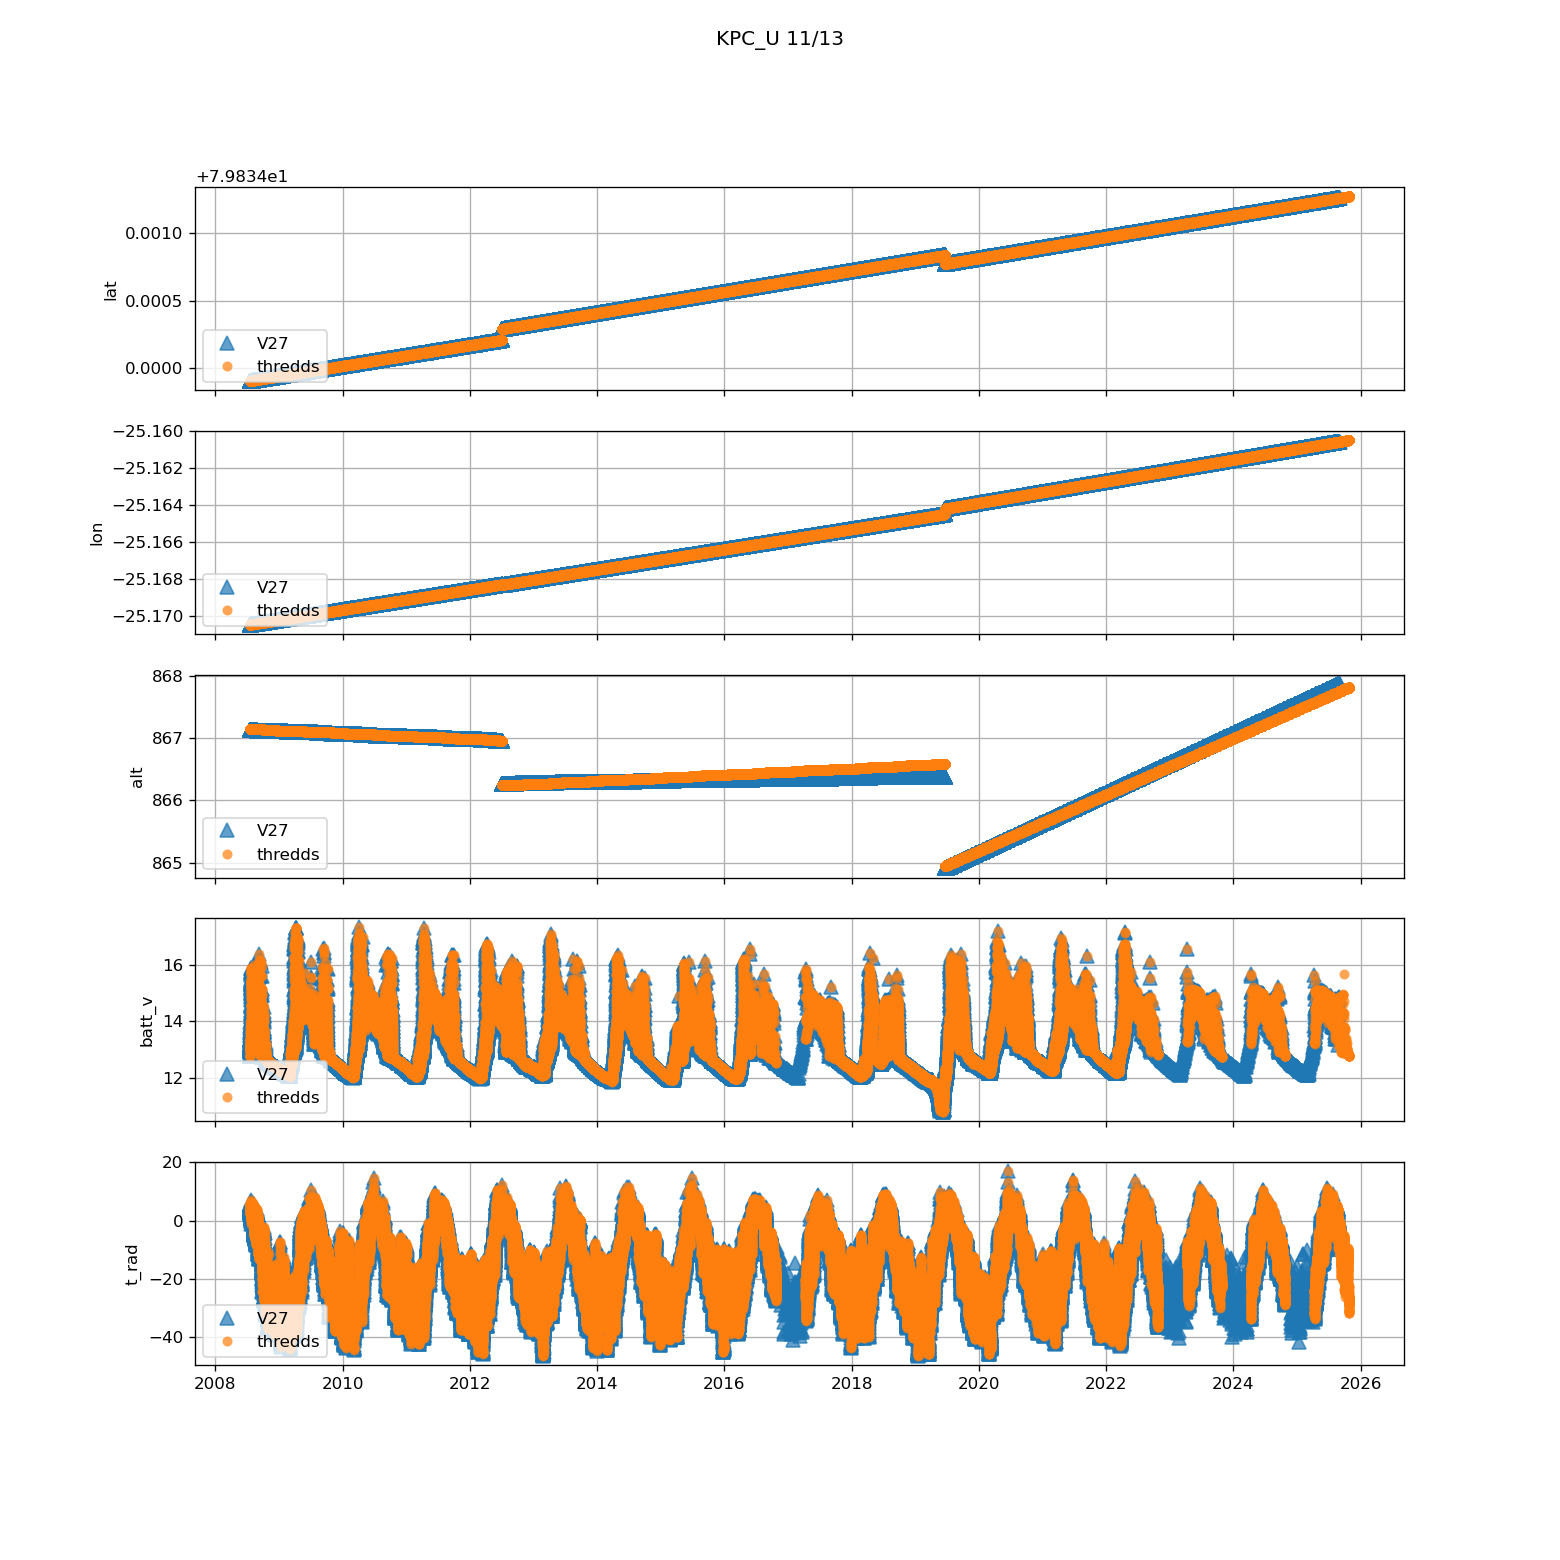 KPC_U 11/13
+7.9834e1
0.0010
0.0005
0.0000
lat
V27
thredds
−25.160
−25.162
−25.164
−25.166
−25.168
−25.170
lon
V27
thredds
868
867
866
865
alt
V27
thredds
16
14
12
batt_v
V27
thredds
20
0
−20
−40
t_rad
V27
thredds
2008 2010 2012 2014 2016 2018 2020 2022 2024 2026